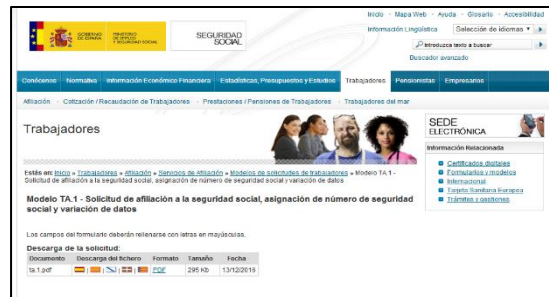 Inicio · Mapa Web · Ayuda · Glosario · Accesibilidad
GOBIERNO DE ESPAÑA
MINISTERIO DE EMPLEO Y SEGURIDAD SOCIAL
SEGURIDAD SOCIAL
Información Lingüística Selección de idiomas
Introduzca texto a buscar
Buscador avanzado
Conócenos Normativa Información Económico Financiera Estadísticas, Presupuestos y Estudios Trabajadores Pensionistas Empresarios
Afiliación · Cotización / Recaudación de Trabajadores · Prestaciones / Pensiones de Trabajadores · Trabajadores del mar
Trabajadores
SEDE ELECTRÓNICA
Información Relacionada
Certificados digitales
Formularios y modelos
Internacional
Tarjeta Sanitaria Europea
Trámites y gestiones
Estás en: Inicio » Trabajadores » Afiliación » Servicios de Afiliación » Modelos de solicitudes de trabajadores » Modelo TA.1 -
Solicitud de afiliación a la seguridad social, asignación de número de seguridad social y variación de datos
Modelo TA.1 - Solicitud de afiliación a la seguridad social, asignación de número de seguridad
social y variación de datos
Los campos del formulario deberán rellenarse con letras en mayúsculas.
Descarga de la solicitud:
Documento Descarga del fichero Formato Tamaño Fecha
ta.1.pdf PDF 295 Kb 13/12/2016